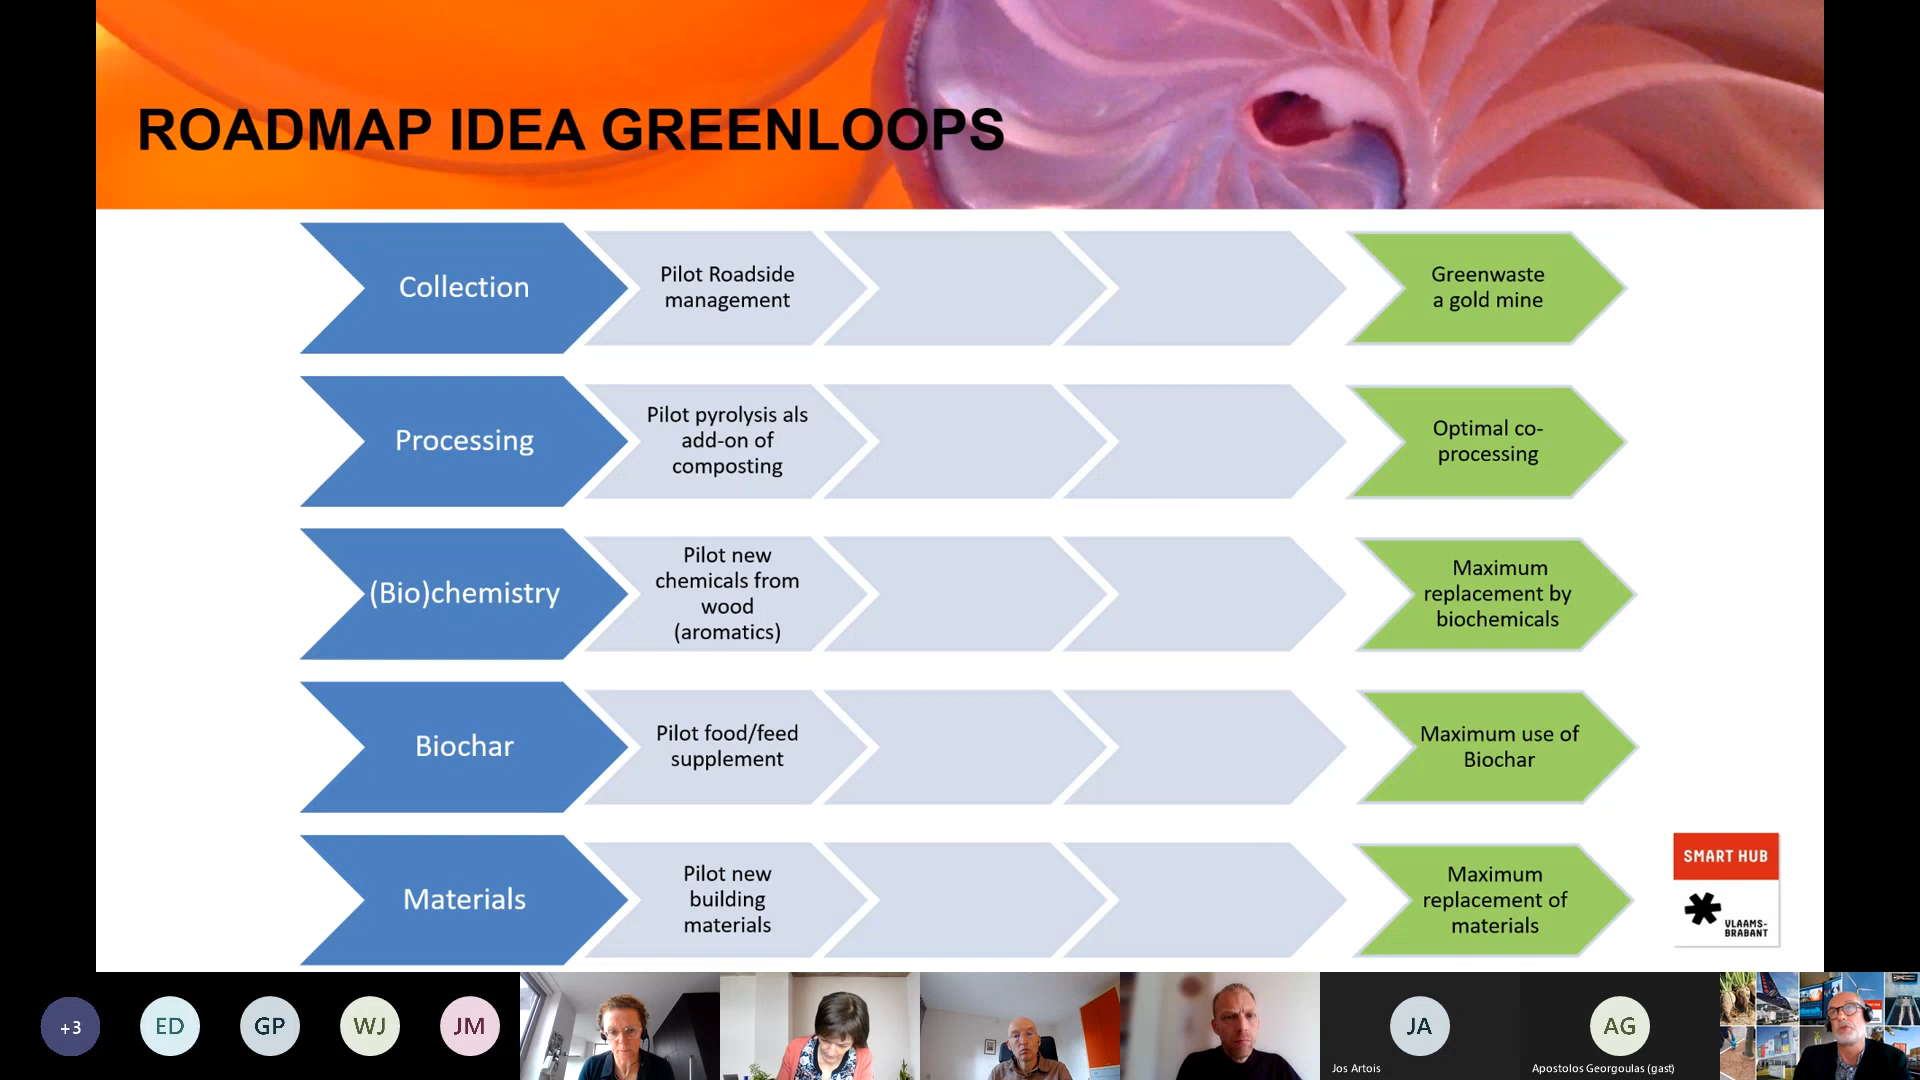 ROADMAP IDEA GREENLOOPS
Collection
Pilot Roadside
management
Greenwaste
a gold mine
Processing
Pilot pyrolysis als
add-on of
composting
Optimal co-
processing
(Bio)chemistry
Pilot new
chemicals from
wood
(aromatics)
Maximum
replacement by
biochemicals
Biochar
Pilot food/feed
supplement
Maximum use of
Biochar
Materials
Pilot new
building
materials
Maximum
replacement of
materials
SMART HUB
VLAAMS-
BRABANT
+3
ED
GP
WJ
JM
JA
Jos Artois
AG
Apostolos Georgoulas (gast)